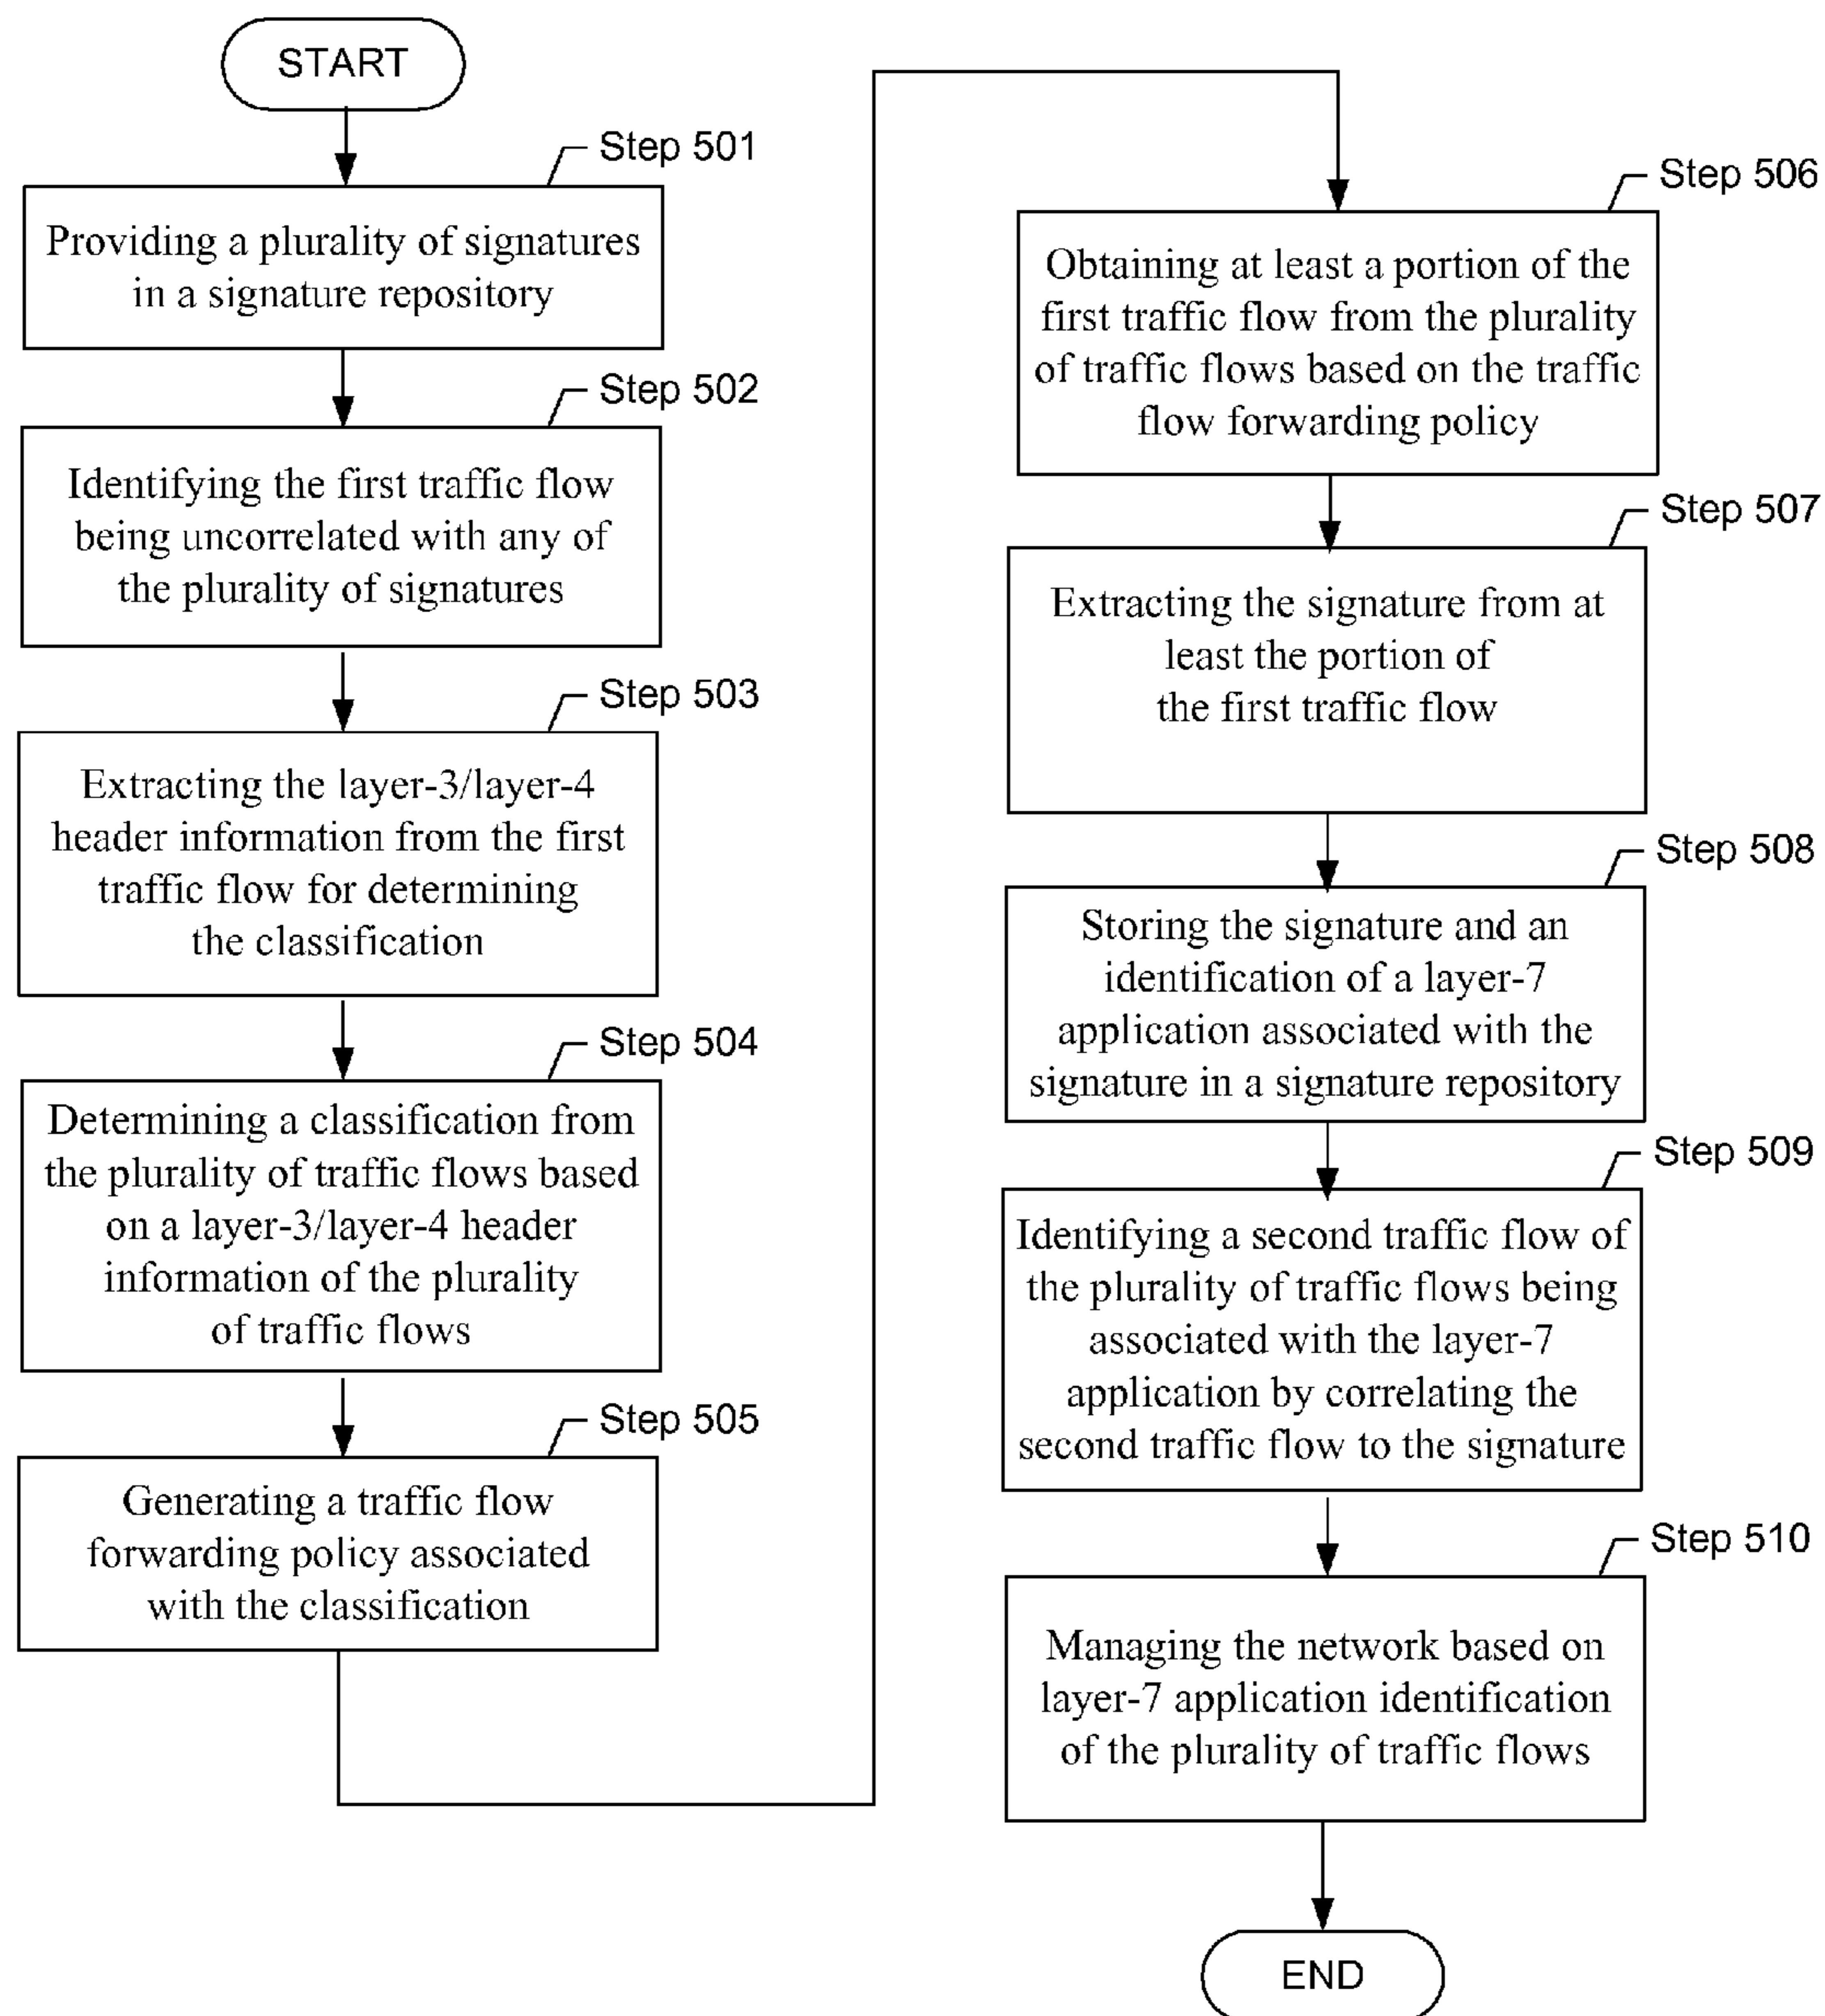 START
Step 501
Providing a plurality of signatures
in a signature repository
Step 502
Identifying the first traffic flow
being uncorrelated with any of
the plurality of signatures
Step 503
Extracting the layer-3/layer-4
header information from the first
traffic flow for determining
the classification
Step 504
Determining a classification from
the plurality of traffic flows based
on a layer-3/layer-4 header
information of the plurality
of traffic flows
Step 505
Generating a traffic flow
forwarding policy associated
with the classification
Step 506
Obtaining at least a portion of the
first traffic flow from the plurality
of traffic flows based on the traffic
flow forwarding policy
Step 507
Extracting the signature from at
least the portion of
the first traffic flow
Step 508
Storing the signature and an
identification of a layer-7
application associated with the
signature in a signature repository
Step 509
Identifying a second traffic flow of
the plurality of traffic flows being
associated with the layer-7
application by correlating the
second traffic flow to the signature
Step 510
Managing the network based on
layer-7 application identification
of the plurality of traffic flows
END